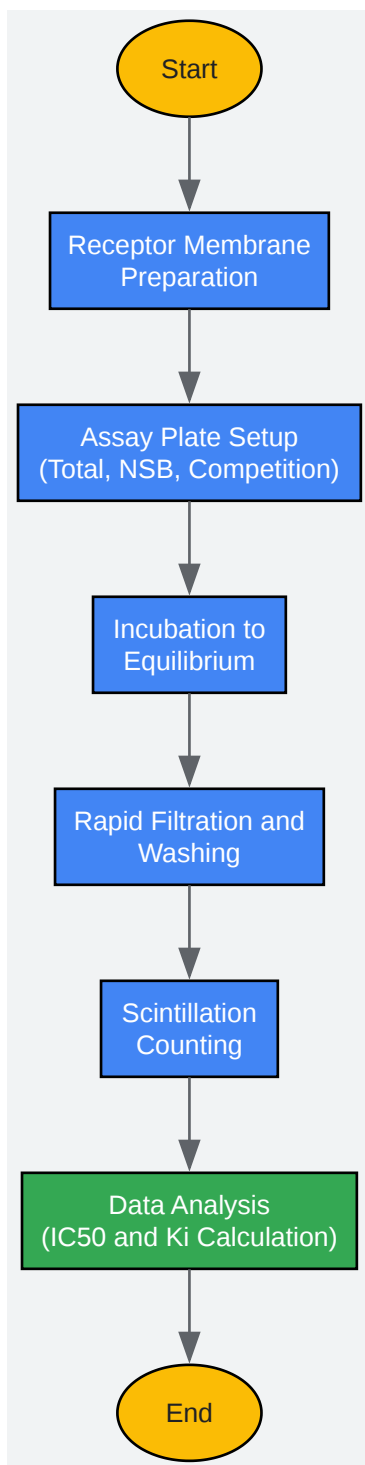 Start
Receptor Membrane
Preparation
Assay Plate Setup
(Total, NSB, Competition)
Incubation to
Equilibrium
Rapid Filtration and
Washing
Scintillation
Counting
Data Analysis
(IC50 and Ki Calculation)
End